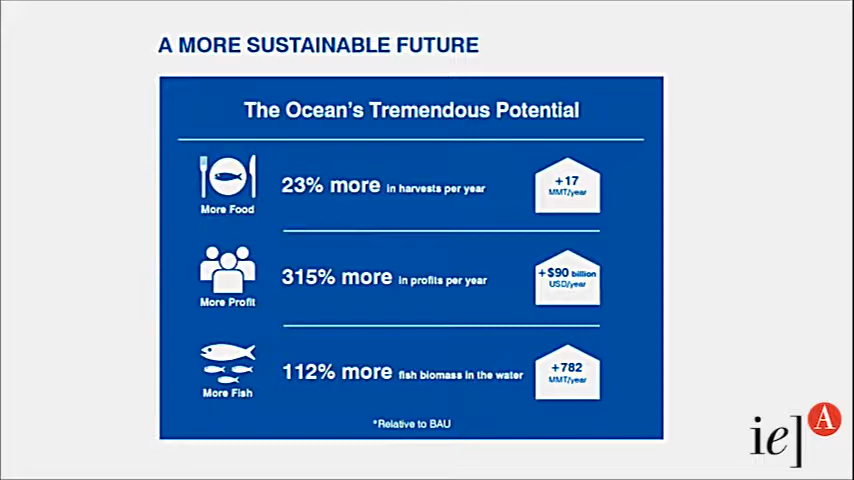 A MORE SUSTAINABLE FUTURE
The Ocean's Tremendous Potential
More Food
23% more in harvests per year
+17
MMT/year
More Profit
315% more in profits per year
+$90 billion
USD/year
More Fish
112% more fish biomass in the water
+782
MMT/year
*Relative to BAU
ie] A